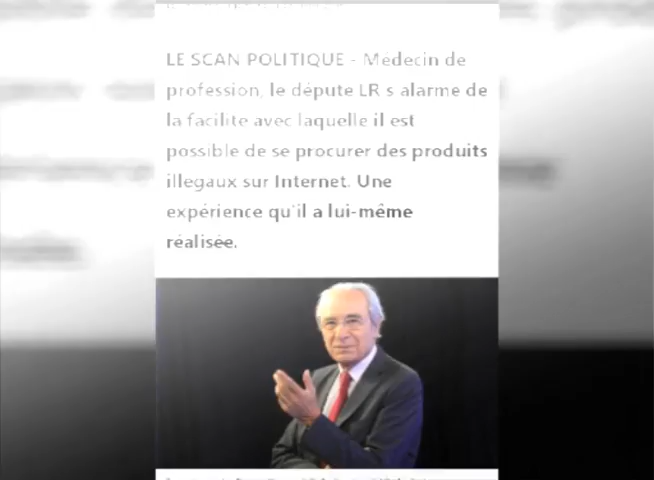 LE SCAN POLITIQUE - Médecin de
profession, le députe LR s alarme de
la facilite avec laquelle il est
possible de se procurer des produits
illegaux sur Internet. Une
expérience qu'il a lui-même
réalisée.